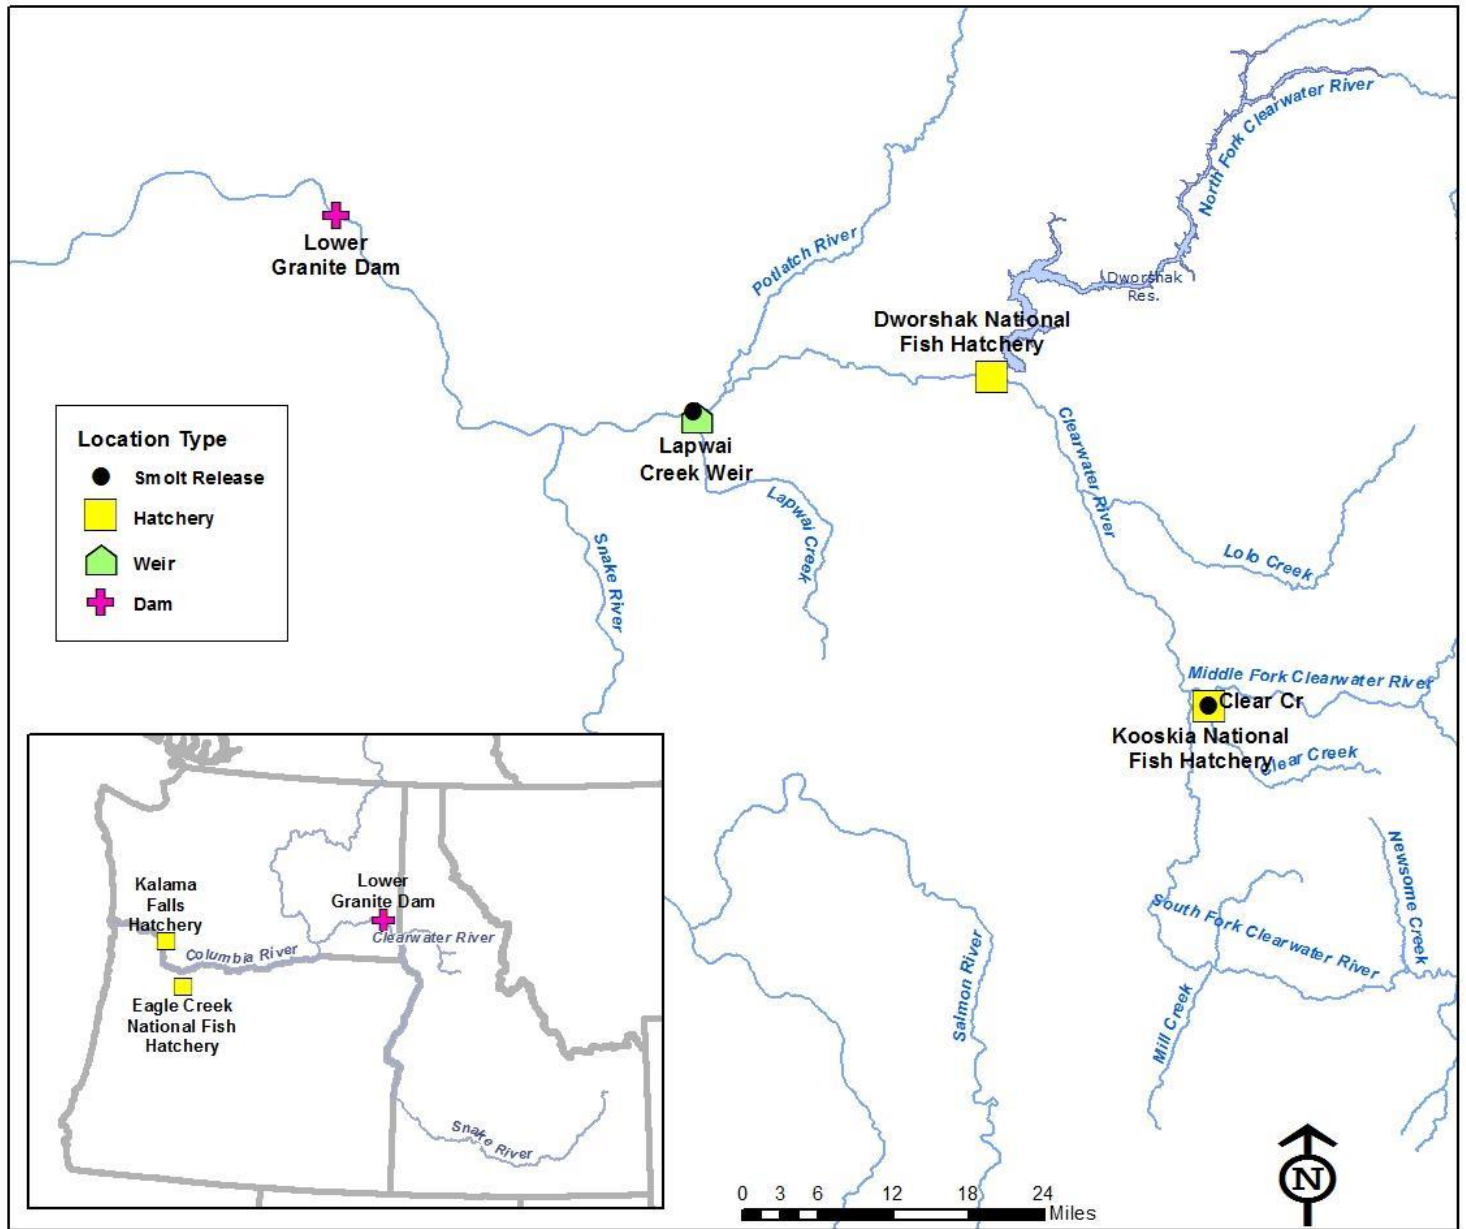 North Fork Clearwater River
Lower
Granite Dam
Potlatch River
Dworshak
Res.
Dworshak National
Fish Hatchery
Location Type
Smolt Release
Hatchery
Weir
Dam
Lapwai
Creek Weir
Lapwai Creek
Clearwater River
Snake River
Lolo Creek
Middle Fork Clearwater River
Clear Cr
Kooskia National
Fish Hatchery
Clear Creek
Newsome Creek
South Fork Clearwater River
Mill Creek
Salmon River
Kalama
Falls
Hatchery
Lower
Granite Dam
Clearwater River
Columbia River
Eagle Creek
National Fish
Hatchery
Snake River
0 3 6 12 18 24
Miles
N